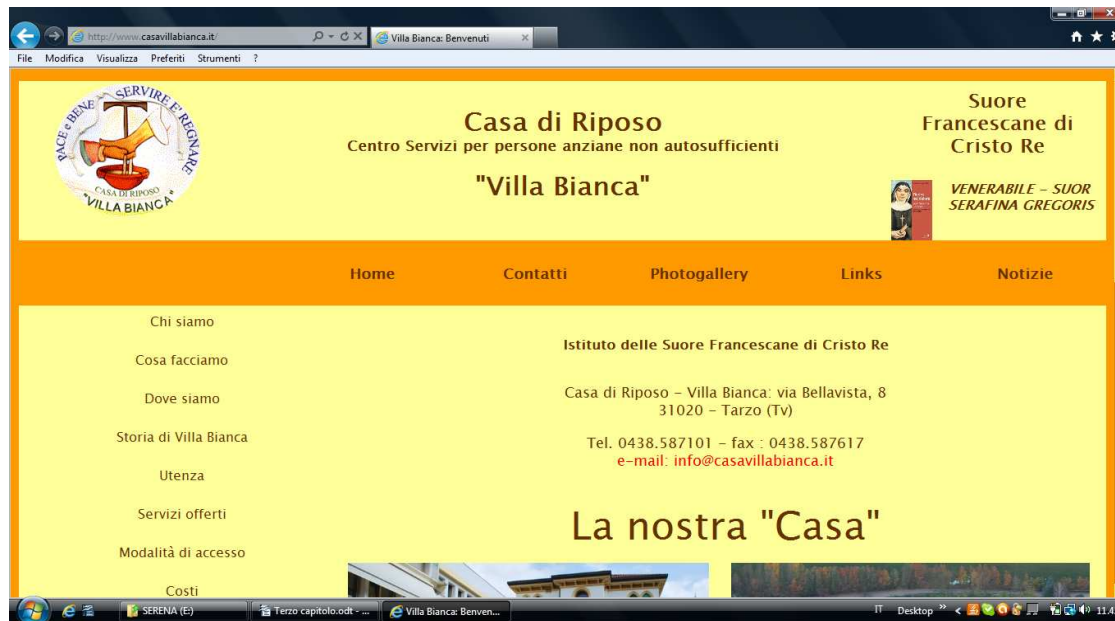 http://www.casavillabianca.it/
Villa Bianca: Benvenuti
File Modifica Visualizza Preferiti Strumenti ?
PACE e BENE SERVIRE E' REGNARE
CASA DI RIPOSO
"VILLA BIANCA"
Casa di Riposo
Centro Servizi per persone anziane non autosufficienti
"Villa Bianca"
Suore
Francescane di
Cristo Re
VENERABILE – SUOR
SERAFINA GREGORIS
Home Contatti Photogallery Links Notizie
Chi siamo
Cosa facciamo
Dove siamo
Storia di Villa Bianca
Utenza
Servizi offerti
Modalità di accesso
Costi
Istituto delle Suore Francescane di Cristo Re
Casa di Riposo – Villa Bianca: via Bellavista, 8
31020 – Tarzo (Tv)
Tel. 0438.587101 – fax : 0438.587617
e-mail: info@casavillabianca.it
La nostra "Casa"
SERENA (E:) Terzo capitolo.odt - ... Villa Bianca: Benven... IT Desktop » 11.4